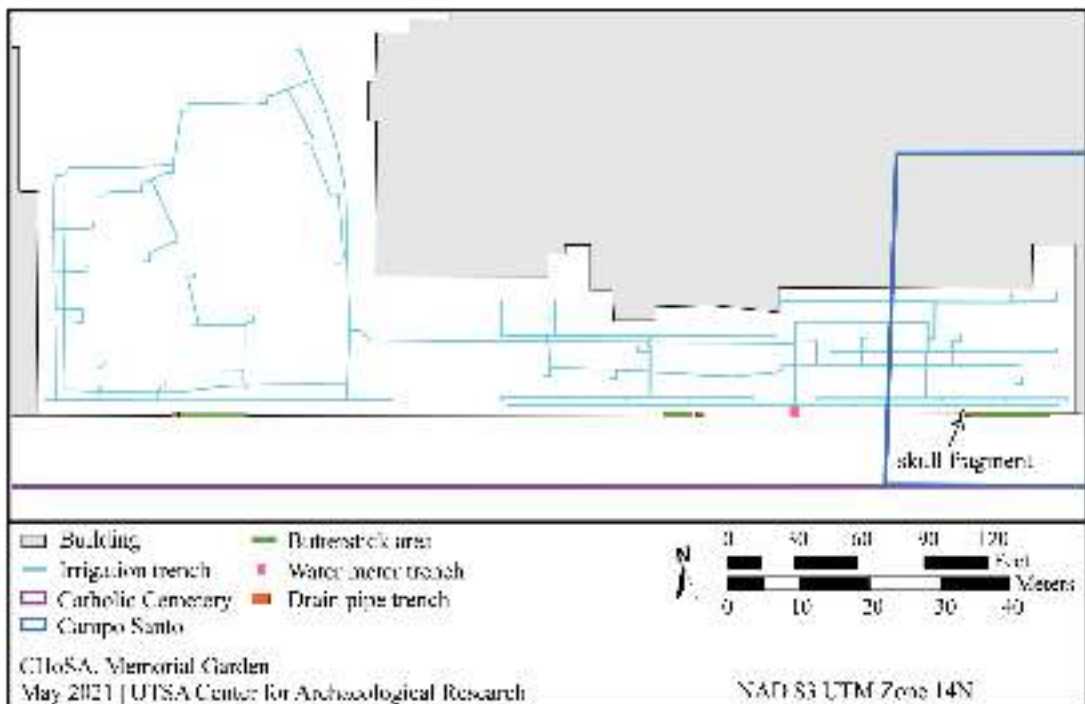 skull fragment
Building
Irrigation trench
Catholic Cemetery
Campo Santo
Butterstick area
Water meter trench
Drain pipe trench
N
0 30 60 90 120
Feet
Meters
0 10 20 30 40
CHoSA, Memorial Garden
May 2021 | UTSA Center for Archaeological Research
NAD 83 UTM Zone 14N